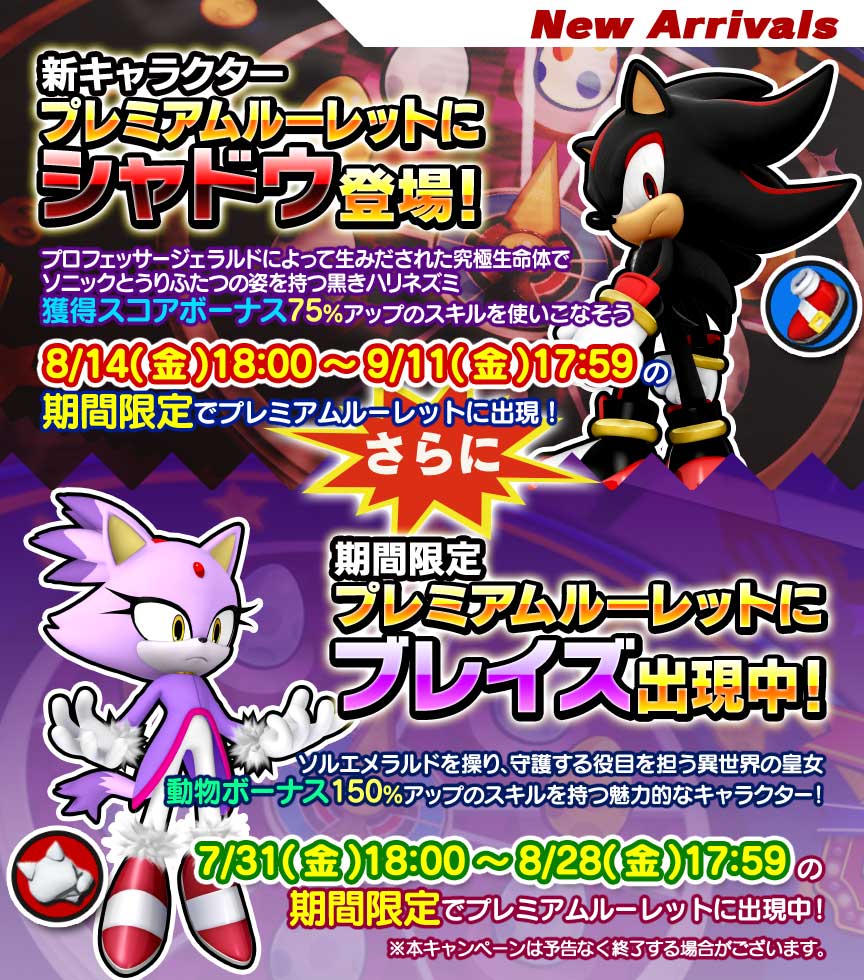 New Arrivals
新キャラクター
プレミアムルーレットに
シャドウ登場!
プロフェッサージェラルドによって生みだされた究極生命体で
ソニックとうりふたつの姿を持つ黒きハリネズミ
獲得スコアボーナス75%アップのスキルを使いこなそう
8/14(金)18:00~9/11(金)17:59の
期間限定でプレミアムルーレットに出現!
さらに
期間限定
プレミアムルーレットに
ブレイズ出現中!
ソルエメラルドを操り、守護する役目を担う異世界の皇女
動物ボーナス150%アップのスキルを持つ魅力的なキャラクター!
7/31(金)18:00~8/28(金)17:59の
期間限定でプレミアムルーレットに出現中!
※本キャンペーンは予告なく終了する場合がございます。